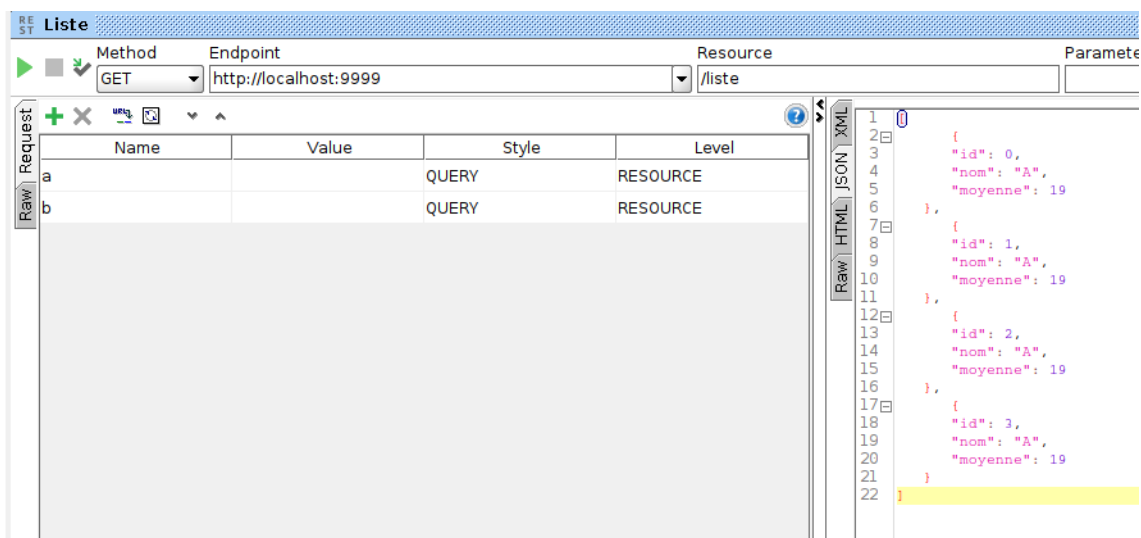 REST Liste
Method Endpoint Resource Paramete
GET http://localhost:9999 /liste
Request
Raw
Name Value Style Level
a QUERY RESOURCE
b QUERY RESOURCE
XML
JSON
HTML
Raw
1 [
2 {
3 "id": 0,
4 "nom": "A",
5 "moyenne": 19
6 },
7 {
8 "id": 1,
9 "nom": "A",
10 "moyenne": 19
11 },
12 {
13 "id": 2,
14 "nom": "A",
15 "moyenne": 19
16 },
17 {
18 "id": 3,
19 "nom": "A",
20 "moyenne": 19
21 }
22 ]